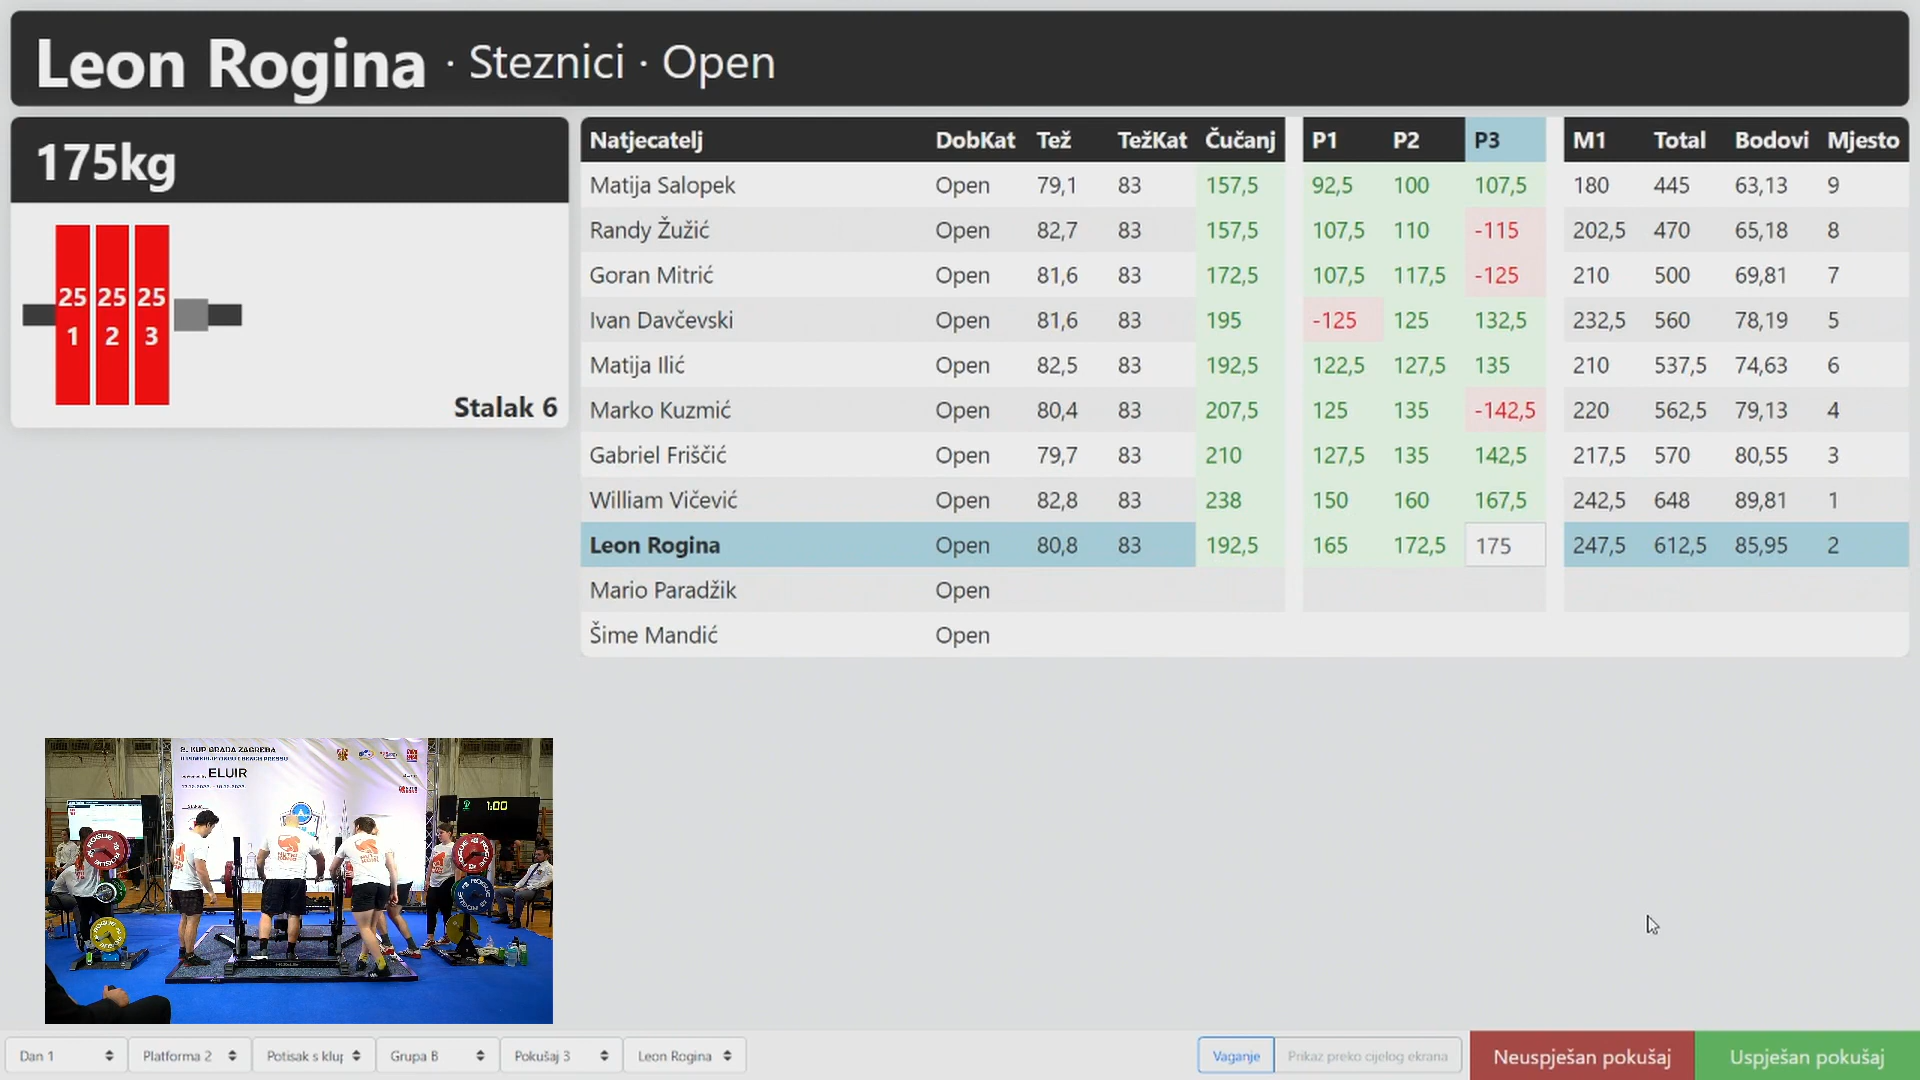 Leon Rogina · Steznici · Open
175kg
25 25 25
1 2 3
Stalak 6
Natjecatelj DobKat Tež TežKat Čučanj P1 P2 P3 M1 Total Bodovi Mjesto
Matija Salopek Open 79,1 83 157,5 92,5 100 107,5 180 445 63,13 9
Randy Žužić Open 82,7 83 157,5 107,5 110 -115 202,5 470 65,18 8
Goran Mitrić Open 81,6 83 172,5 107,5 117,5 -125 210 500 69,81 7
Ivan Davčevski Open 81,6 83 195 -125 125 132,5 232,5 560 78,19 5
Matija Ilić Open 82,5 83 192,5 122,5 127,5 135 210 537,5 74,63 6
Marko Kuzmić Open 80,4 83 207,5 125 135 -142,5 220 562,5 79,13 4
Gabriel Friščić Open 79,7 83 210 127,5 135 142,5 217,5 570 80,55 3
William Vičević Open 82,8 83 238 150 160 167,5 242,5 648 89,81 1
Leon Rogina Open 80,8 83 192,5 165 172,5 175 247,5 612,5 85,95 2
Mario Paradžik Open
Šime Mandić Open
2. KUP GRADA ZAGREBA
ELUIR
1:00
Dan 1 Platforma 2 Potisak s klup Grupa B Pokušaj 3 Leon Rogina Vaganje Prikaz preko cijelog ekrana Neuspješan pokušaj Uspješan pokušaj